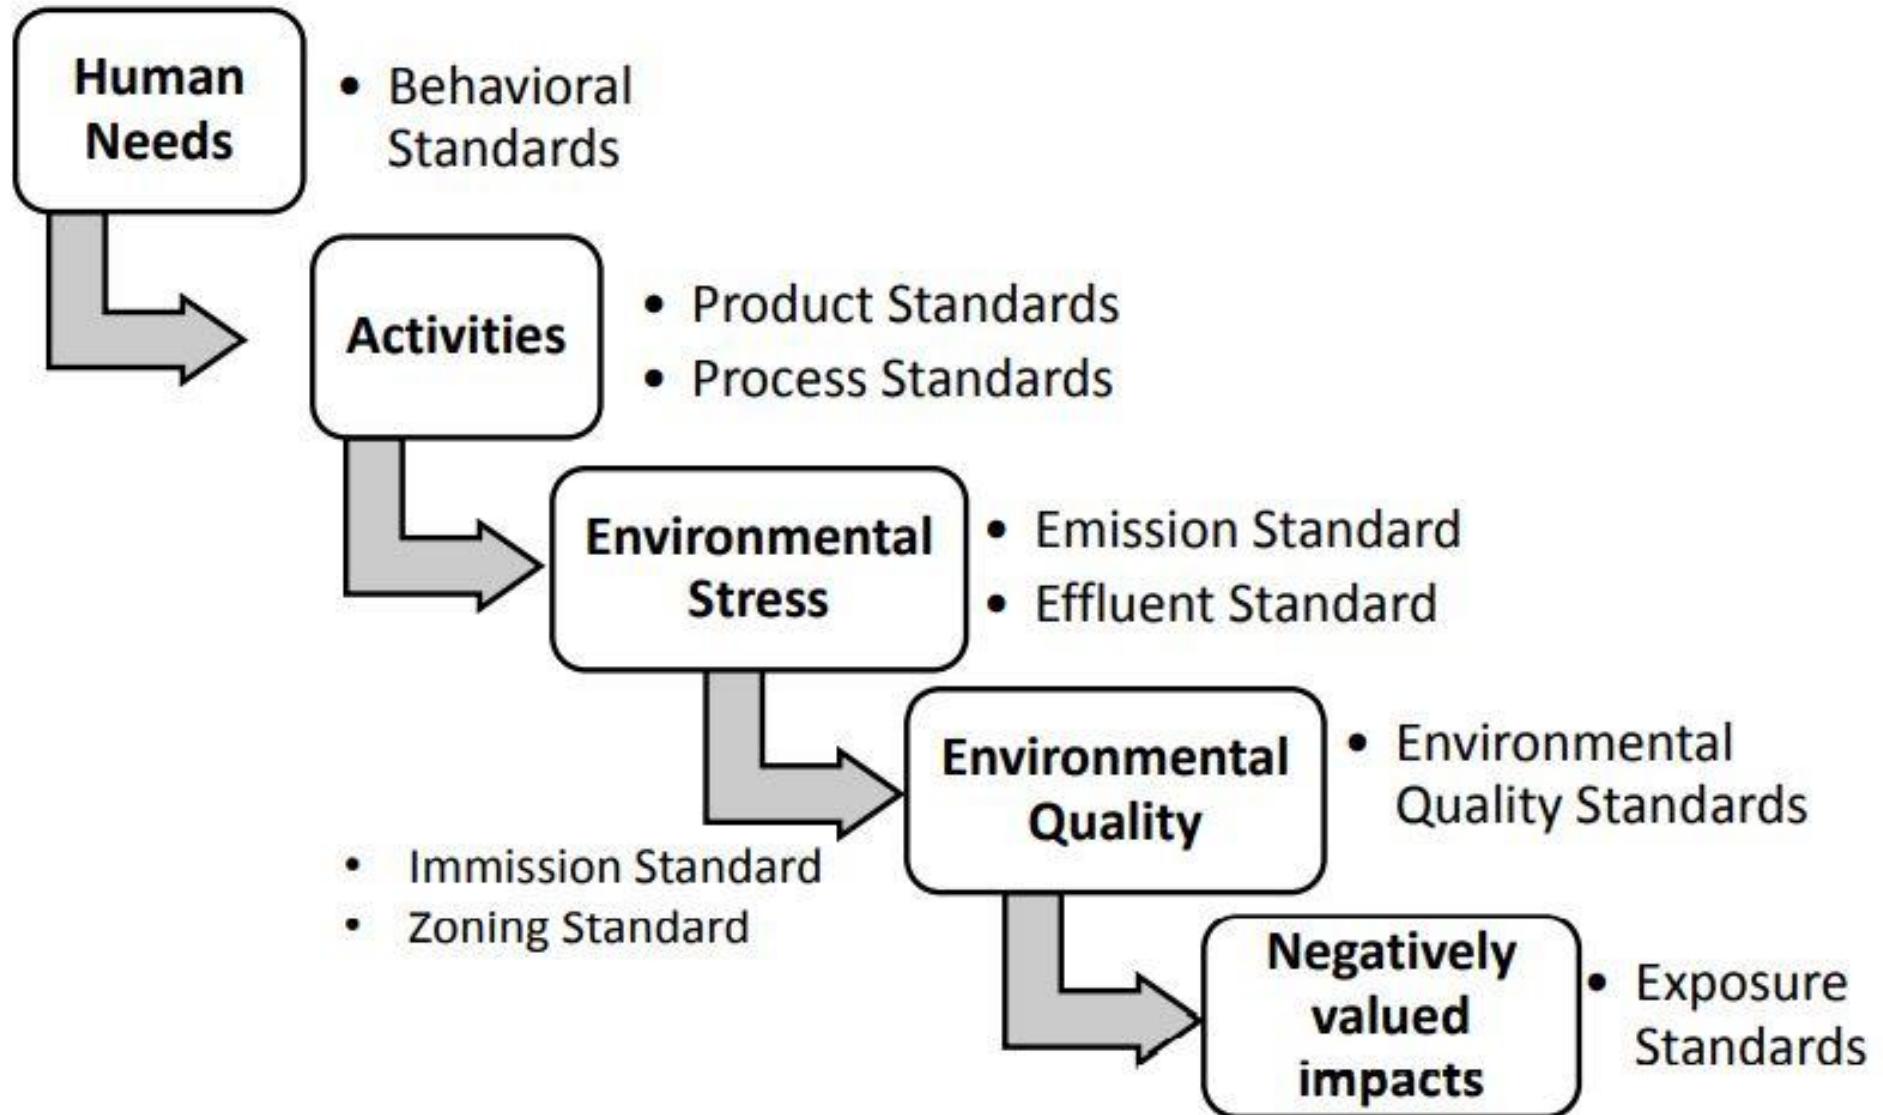 Human
Needs
• Behavioral
Standards
Activities
• Product Standards
• Process Standards
Environmental
Stress
• Emission Standard
• Effluent Standard
Environmental
Quality
• Environmental
Quality Standards
• Immission Standard
• Zoning Standard
Negatively
valued
impacts
• Exposure
Standards